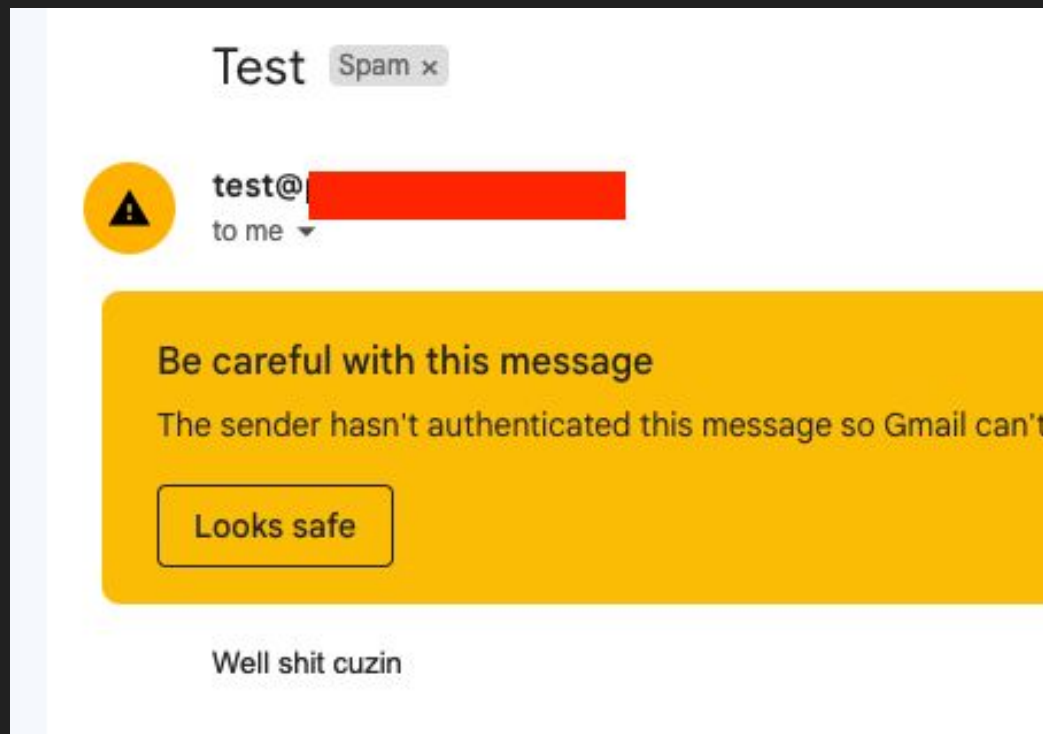 Test Spam ×
test@
to me
Be careful with this message
The sender hasn't authenticated this message so Gmail can't
Looks safe
Well shit cuzin